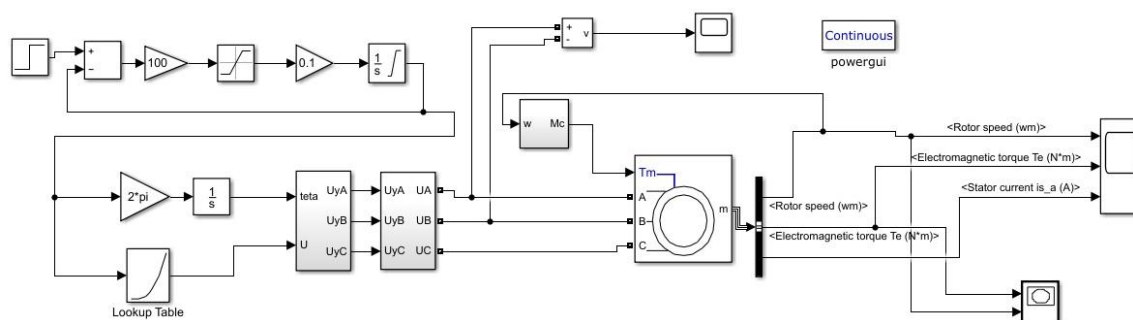 Continuous
powergui
+
-
v
+
−
100
0.1
1
s
w
Mc
<Rotor speed (wm)>
<Electromagnetic torque Te (N*m)>
<Stator current is_a (A)>
Tm
A
B
C
m
<Rotor speed (wm)>
<Electromagnetic torque Te (N*m)>
2*pi
1
s
teta
U
UyA
UyB
UyC
UyA
UyB
UyC
UA
UB
UC
Lookup Table